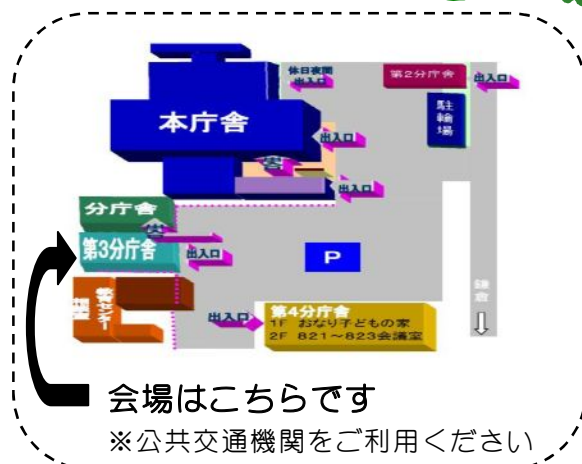 休日夜間
出入口
第2分庁舎
出入口
駐輪場
本庁舎
出入口
出入口
分庁舎
第3分庁舎
出入口
P
鎌倉
出入口
第4分庁舎
1F おなり子どもの家
2F 821〜823会議室
会場はこちらです
※公共交通機関をご利用ください